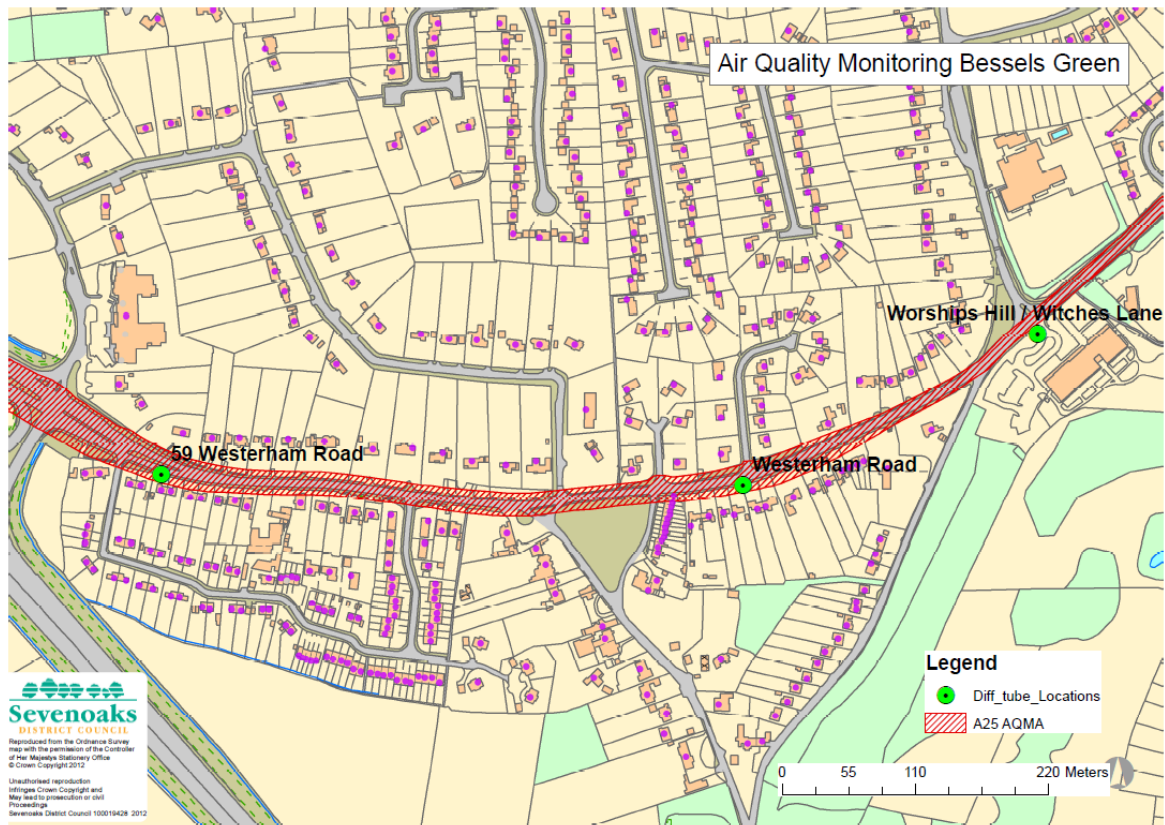 Air Quality Monitoring Bessels Green
Worships Hill / Witches Lane
59 Westerham Road
Westerham Road
Legend
Diff_tube_Locations
A25 AQMA
0 55 110 220 Meters
Sevenoaks
DISTRICT COUNCIL
Reproduced from the Ordnance Survey
map with the permission of the Controller
of Her Majestys Stationery Office
© Crown Copyright 2012
Unauthorised reproduction
Infringes Crown Copyright and
May lead to prosecution or civil
Proceedings
Sevenoaks District Council 100019428 2012